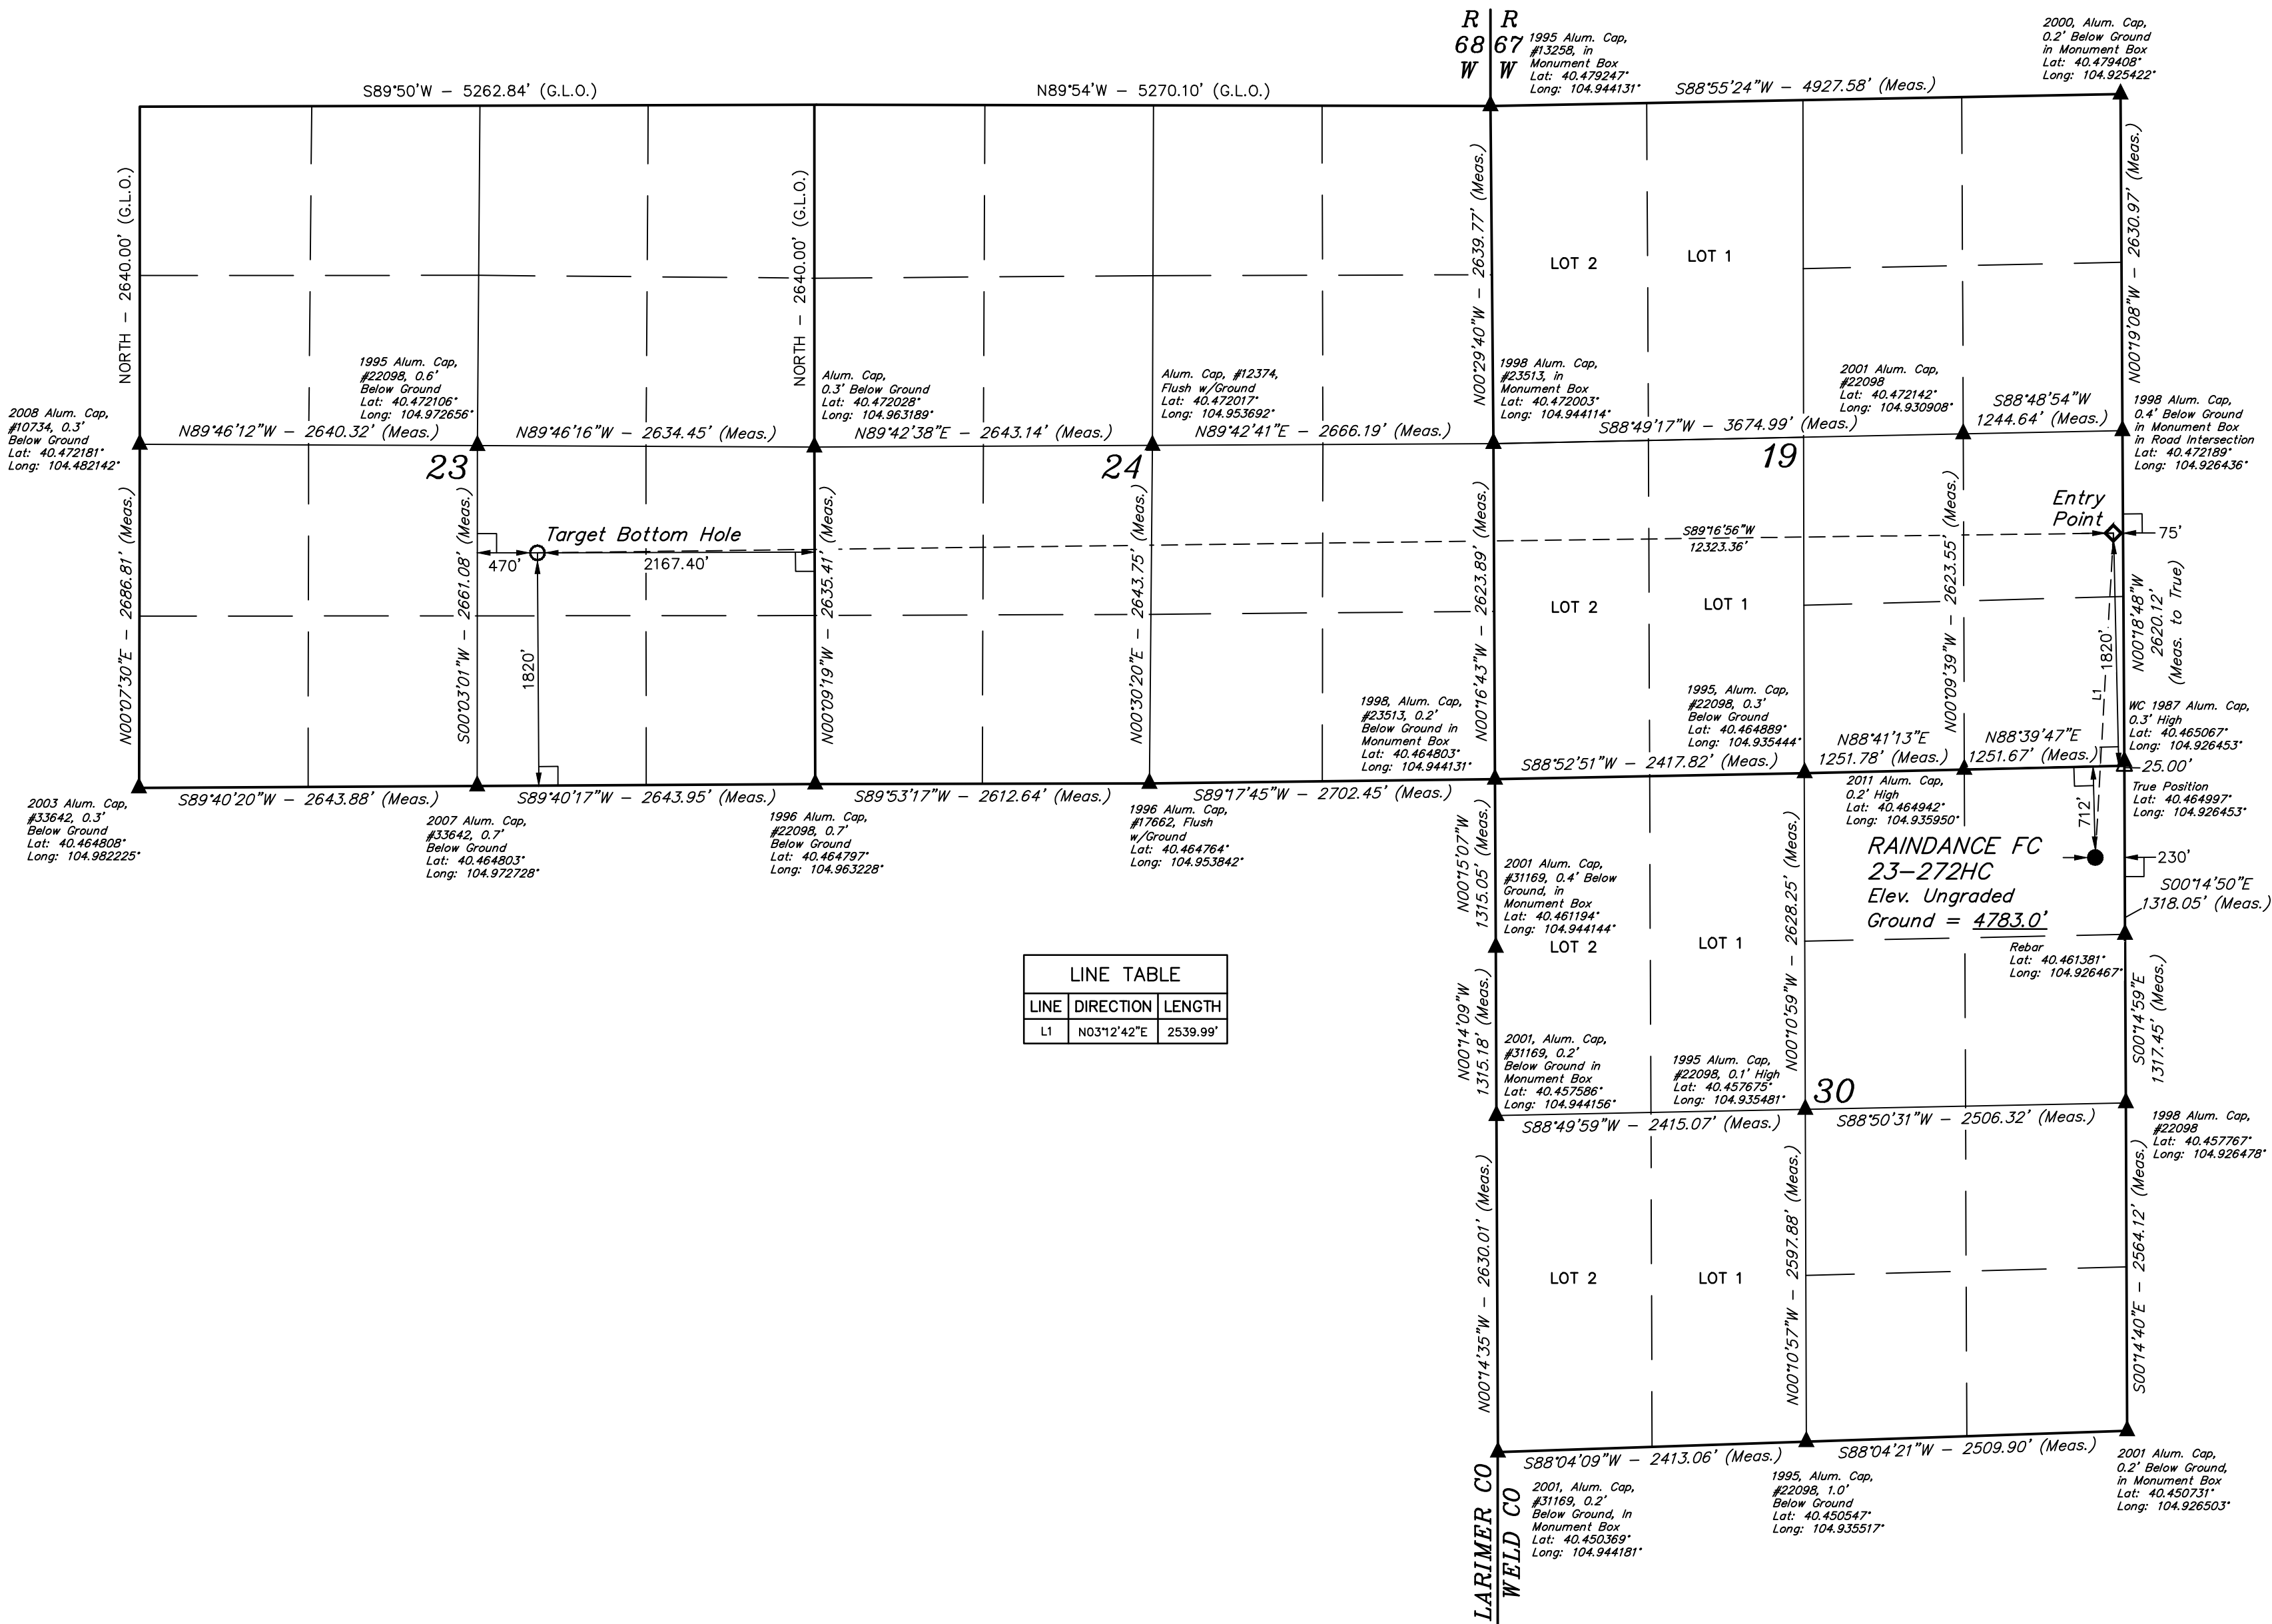 R R
68 67
W W
1995 Alum. Cap,
#13258, in
Monument Box
Lat: 40.479247°
Long: 104.944131°
2000, Alum. Cap,
0.2' Below Ground
in Monument Box
Lat: 40.479408°
Long: 104.925422°
S89°50'W – 5262.84' (G.L.O.)
N89°54'W – 5270.10' (G.L.O.)
S88°55'24"W – 4927.58' (Meas.)
NORTH – 2640.00' (G.L.O.)
NORTH – 2640.00' (G.L.O.)
N00°29'40"W – 2639.77' (Meas.)
N00°19'08"W – 2630.97' (Meas.)
LOT 2
LOT 1
2008 Alum. Cap,
#10734, 0.3'
Below Ground
Lat: 40.472181°
Long: 104.482142°
1995 Alum. Cap,
#22098, 0.6'
Below Ground
Lat: 40.472106°
Long: 104.972656°
Alum. Cap,
0.3' Below Ground
Lat: 40.472028°
Long: 104.963189°
Alum. Cap, #12374,
Flush w/Ground
Lat: 40.472017°
Long: 104.953692°
1998 Alum. Cap,
#23513, in
Monument Box
Lat: 40.472003°
Long: 104.944114°
2001 Alum. Cap,
#22098
Lat: 40.472142°
Long: 104.930908°
1998 Alum. Cap,
0.4' Below Ground
in Monument Box
in Road Intersection
Lat: 40.472189°
Long: 104.926436°
N89°46'12"W – 2640.32' (Meas.)
N89°46'16"W – 2634.45' (Meas.)
N89°42'38"E – 2643.14' (Meas.)
N89°42'41"E – 2666.19' (Meas.)
S88°49'17"W – 3674.99' (Meas.)
S88°48'54"W
1244.64' (Meas.)
23
24
19
N00°07'30"E – 2686.81' (Meas.)
S00°03'01"W – 2661.08' (Meas.)
N00°09'19"W – 2635.41' (Meas.)
N00°30'20"E – 2643.75' (Meas.)
N00°16'43"W – 2623.89' (Meas.)
N00°09'39"W – 2623.55' (Meas.)
Target Bottom Hole
470'
2167.40'
1820'
S89°16'56"W
12323.36'
Entry
Point
75'
N00°18'48"W
2620.12'
(Meas. to True)
1820'
L1
LOT 2
LOT 1
1998, Alum. Cap,
#23513, 0.2'
Below Ground in
Monument Box
Lat: 40.464803°
Long: 104.944131°
1995, Alum. Cap,
#22098, 0.3'
Below Ground
Lat: 40.464889°
Long: 104.935444°
WC 1987 Alum. Cap,
0.3' High
Lat: 40.465067°
Long: 104.926453°
25.00'
True Position
Lat: 40.464997°
Long: 104.926453°
S89°40'20"W – 2643.88' (Meas.)
S89°40'17"W – 2643.95' (Meas.)
S89°53'17"W – 2612.64' (Meas.)
S89°17'45"W – 2702.45' (Meas.)
S88°52'51"W – 2417.82' (Meas.)
N88°41'13"E
1251.78' (Meas.)
N88°39'47"E
1251.67' (Meas.)
2003 Alum. Cap,
#33642, 0.3'
Below Ground
Lat: 40.464808°
Long: 104.982225°
2007 Alum. Cap,
#33642, 0.7'
Below Ground
Lat: 40.464803°
Long: 104.972728°
1996 Alum. Cap,
#22098, 0.7'
Below Ground
Lat: 40.464797°
Long: 104.963228°
1996 Alum. Cap,
#17662, Flush
w/Ground
Lat: 40.464764°
Long: 104.953842°
2011 Alum. Cap,
0.2' High
Lat: 40.464942°
Long: 104.935950°
712'
RAINDANCE FC
23–272HC
Elev. Ungraded
Ground = 4783.0'
230'
S00°14'50"E
1318.05' (Meas.)
N00°15'07"W
1315.05' (Meas.)
2001 Alum. Cap,
#31169, 0.4' Below
Ground, in
Monument Box
Lat: 40.461194°
Long: 104.944144°
LOT 2
LOT 1
N00°10'59"W – 2628.25' (Meas.)
Rebar
Lat: 40.461381°
Long: 104.926467°
LINE TABLE
LINE DIRECTION LENGTH
L1 N03°12'42"E 2539.99'
N00°14'09"W
1315.18' (Meas.)
S00°14'59"E
1317.45' (Meas.)
2001, Alum. Cap,
#31169, 0.2'
Below Ground in
Monument Box
Lat: 40.457586°
Long: 104.944156°
1995 Alum. Cap,
#22098, 0.1' High
Lat: 40.457675°
Long: 104.935481°
30
1998 Alum. Cap,
#22098
Lat: 40.457767°
Long: 104.926478°
S88°49'59"W – 2415.07' (Meas.)
S88°50'31"W – 2506.32' (Meas.)
N00°14'35"W – 2630.01' (Meas.)
N00°10'57"W – 2597.88' (Meas.)
S00°14'40"E – 2564.12' (Meas.)
LOT 2
LOT 1
S88°04'09"W – 2413.06' (Meas.)
S88°04'21"W – 2509.90' (Meas.)
2001, Alum. Cap,
#31169, 0.2'
Below Ground, In
Monument Box
Lat: 40.450369°
Long: 104.944181°
1995, Alum. Cap,
#22098, 1.0'
Below Ground
Lat: 40.450547°
Long: 104.935517°
2001 Alum. Cap,
0.2' Below Ground,
in Monument Box
Lat: 40.450731°
Long: 104.926503°
LARIMER CO
WELD CO